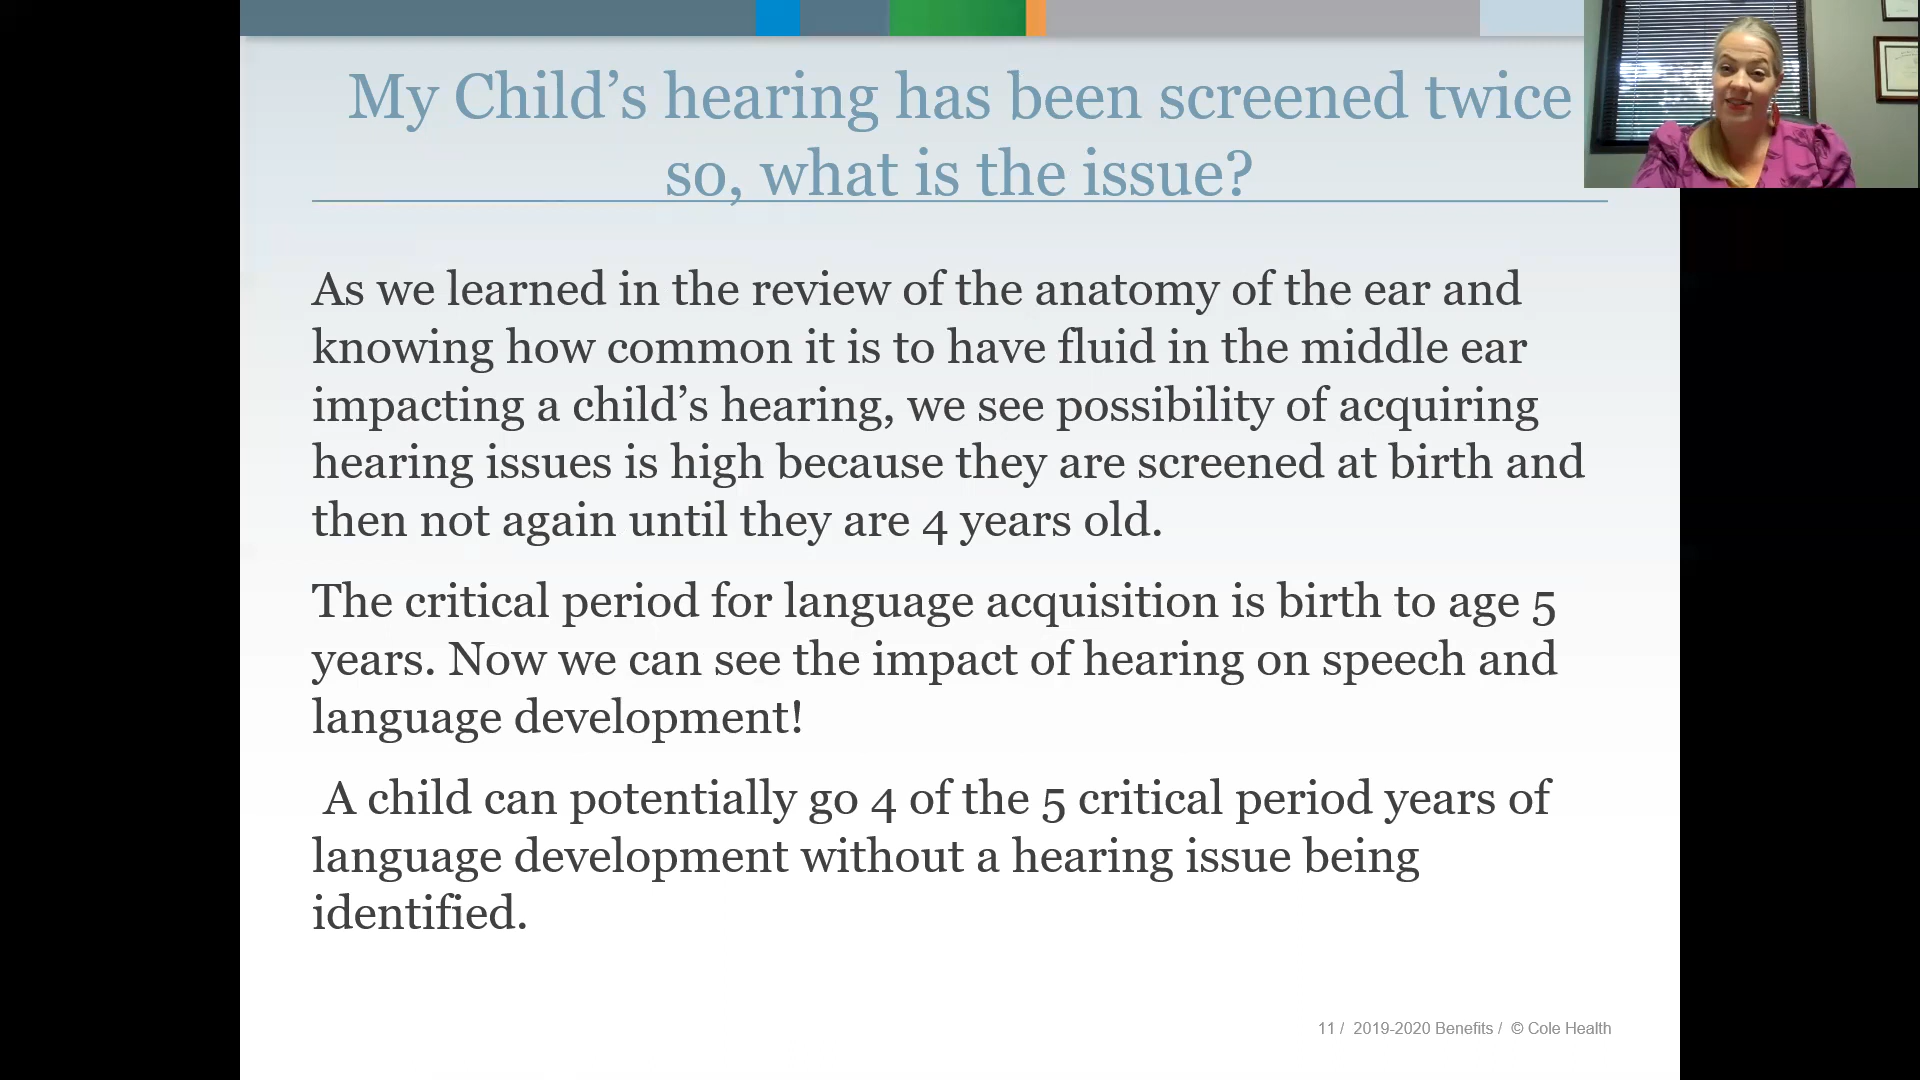 My Child’s hearing has been screened twice
so, what is the issue?
As we learned in the review of the anatomy of the ear and
knowing how common it is to have fluid in the middle ear
impacting a child’s hearing, we see possibility of acquiring
hearing issues is high because they are screened at birth and
then not again until they are 4 years old.
The critical period for language acquisition is birth to age 5
years. Now we can see the impact of hearing on speech and
language development!
A child can potentially go 4 of the 5 critical period years of
language development without a hearing issue being
identified.
11 / 2019-2020 Benefits / © Cole Health